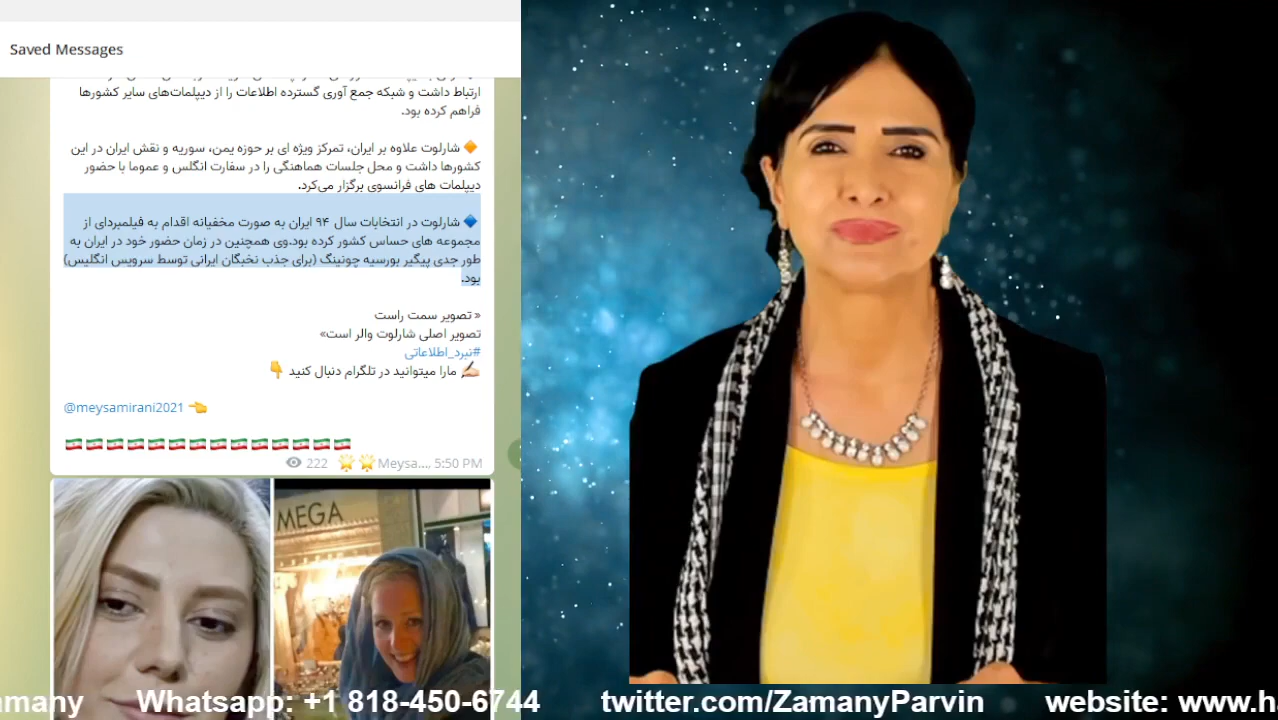 Saved Messages
ارتباط داشت و شبکه جمع آوری گسترده اطلاعات را از دیپلمات‌های سایر کشورها
فراهم کرده بود.
🔶 شارلوت علاوه بر ایران، تمرکز ویژه ای بر حوزه یمن، سوریه و نقش ایران در این
کشورها داشت و محل جلسات هماهنگی را در سفارت انگلس و عموما با حضور
دیپلمات های فرانسوی برگزار می‌کرد.
🔷 شارلوت در انتخابات سال ۹۴ ایران به صورت مخفیانه اقدام به فیلمبردای از
مجموعه های حساس کشور کرده بود.وی همچنین در زمان حضور خود در ایران به
طور جدی پیگیر بورسیه چونینگ (برای جذب نخبگان ایرانی توسط سرویس انگلیس)
بود.
« تصویر سمت راست
تصویر اصلی شارلوت والر است»
#نبرد_اطلاعاتی
✍🏻 مارا میتوانید در تلگرام دنبال کنید 👇
@meysamirani2021 👈
🇮🇷🇮🇷🇮🇷🇮🇷🇮🇷🇮🇷🇮🇷🇮🇷🇮🇷🇮🇷🇮🇷🇮🇷🇮🇷🇮🇷
222 🌟🌟Meysa..., 5:50 PM
MEGA
amany Whatsapp: +1 818-450-6744 twitter.com/ZamanyParvin website: www.h